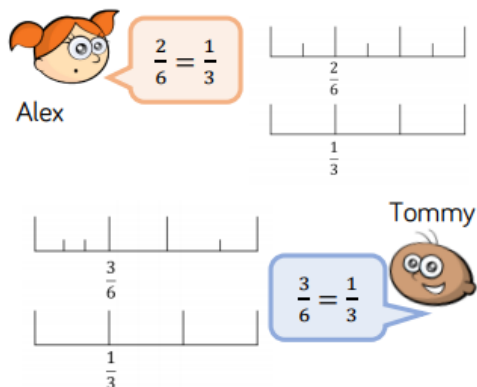 Alex
2/6 = 1/3
2/6
1/3
Tommy
3/6
3/6 = 1/3
1/3